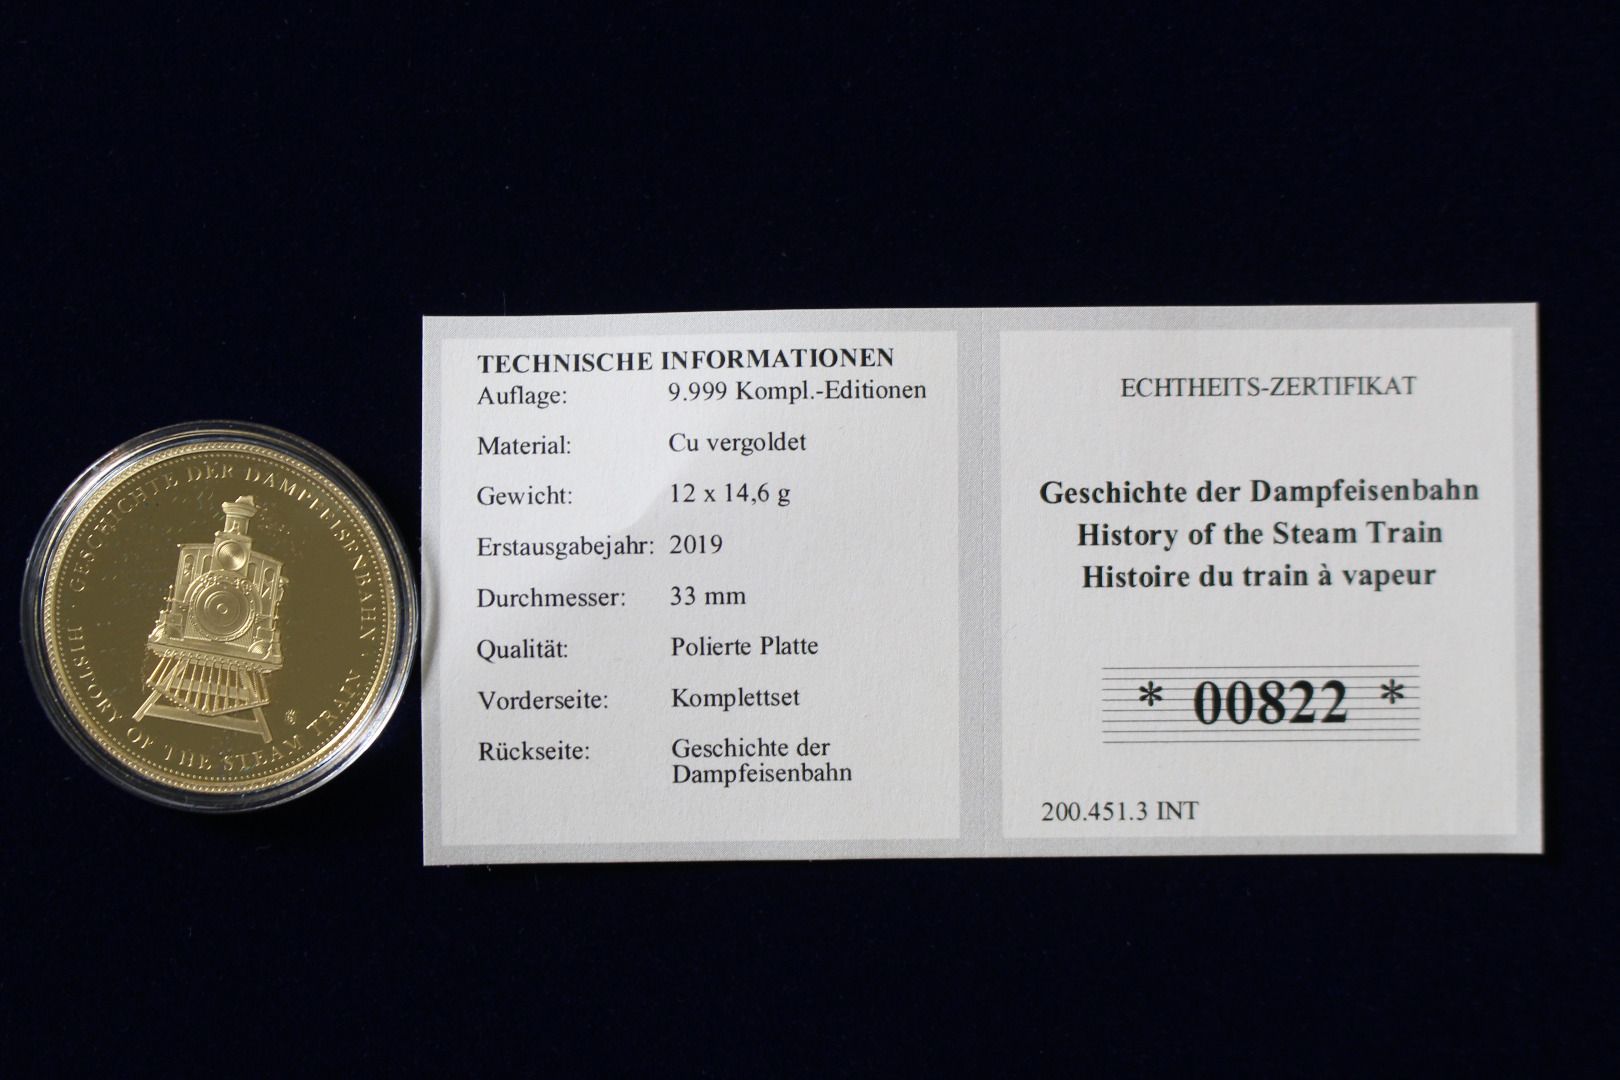 GESCHICHTE DER DAMPFEISENBAHN
HISTORY OF THE STEAM TRAIN
TECHNISCHE INFORMATIONEN
Auflage: 9.999 Kompl.-Editionen
Material: Cu vergoldet
Gewicht: 12 x 14,6 g
Erstausgabejahr: 2019
Durchmesser: 33 mm
Qualität: Polierte Platte
Vorderseite: Komplettset
Rückseite: Geschichte der
Dampfeisenbahn
ECHTHEITS-ZERTIFIKAT
Geschichte der Dampfeisenbahn
History of the Steam Train
Histoire du train à vapeur
* 00822 *
200.451.3 INT